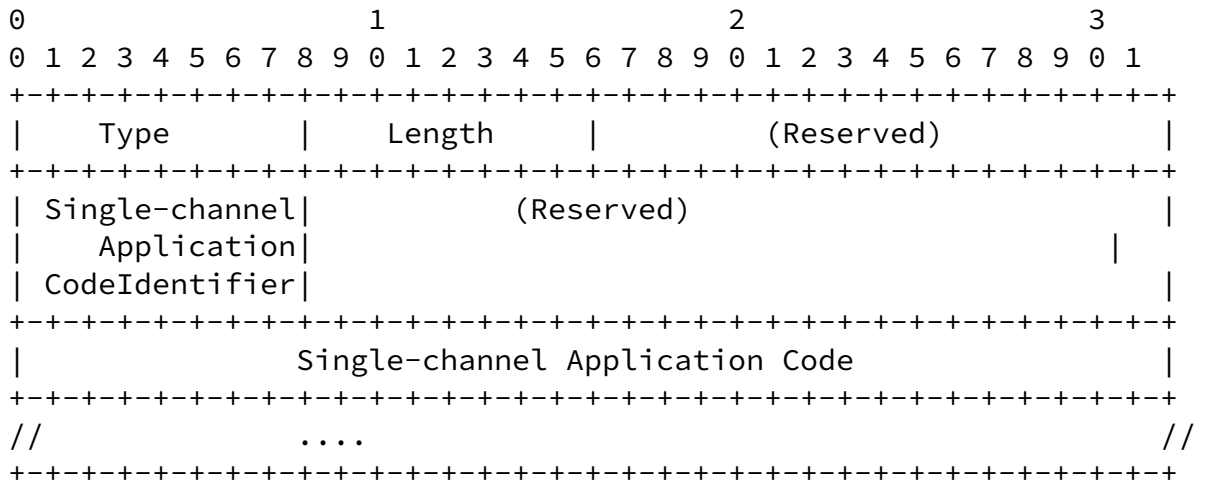 0                   1                   2                   3
0 1 2 3 4 5 6 7 8 9 0 1 2 3 4 5 6 7 8 9 0 1 2 3 4 5 6 7 8 9 0 1
+-+-+-+-+-+-+-+-+-+-+-+-+-+-+-+-+-+-+-+-+-+-+-+-+-+-+-+-+-+-+-+-+
|    Type       |    Length     |         (Reserved)            |
+-+-+-+-+-+-+-+-+-+-+-+-+-+-+-+-+-+-+-+-+-+-+-+-+-+-+-+-+-+-+-+-+
| Single-channel|           (Reserved)                          |
|    Application|                                            |
| CodeIdentifier|                                               |
+-+-+-+-+-+-+-+-+-+-+-+-+-+-+-+-+-+-+-+-+-+-+-+-+-+-+-+-+-+-+-+-+
|               Single-channel Application Code                 |
+-+-+-+-+-+-+-+-+-+-+-+-+-+-+-+-+-+-+-+-+-+-+-+-+-+-+-+-+-+-+-+-+
//              ....                                            //
+-+-+-+-+-+-+-+-+-+-+-+-+-+-+-+-+-+-+-+-+-+-+-+-+-+-+-+-+-+-+-+-+